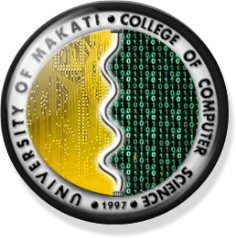 UNIVERSITY OF MAKATI • COLLEGE OF COMPUTER SCIENCE
• 1997 •